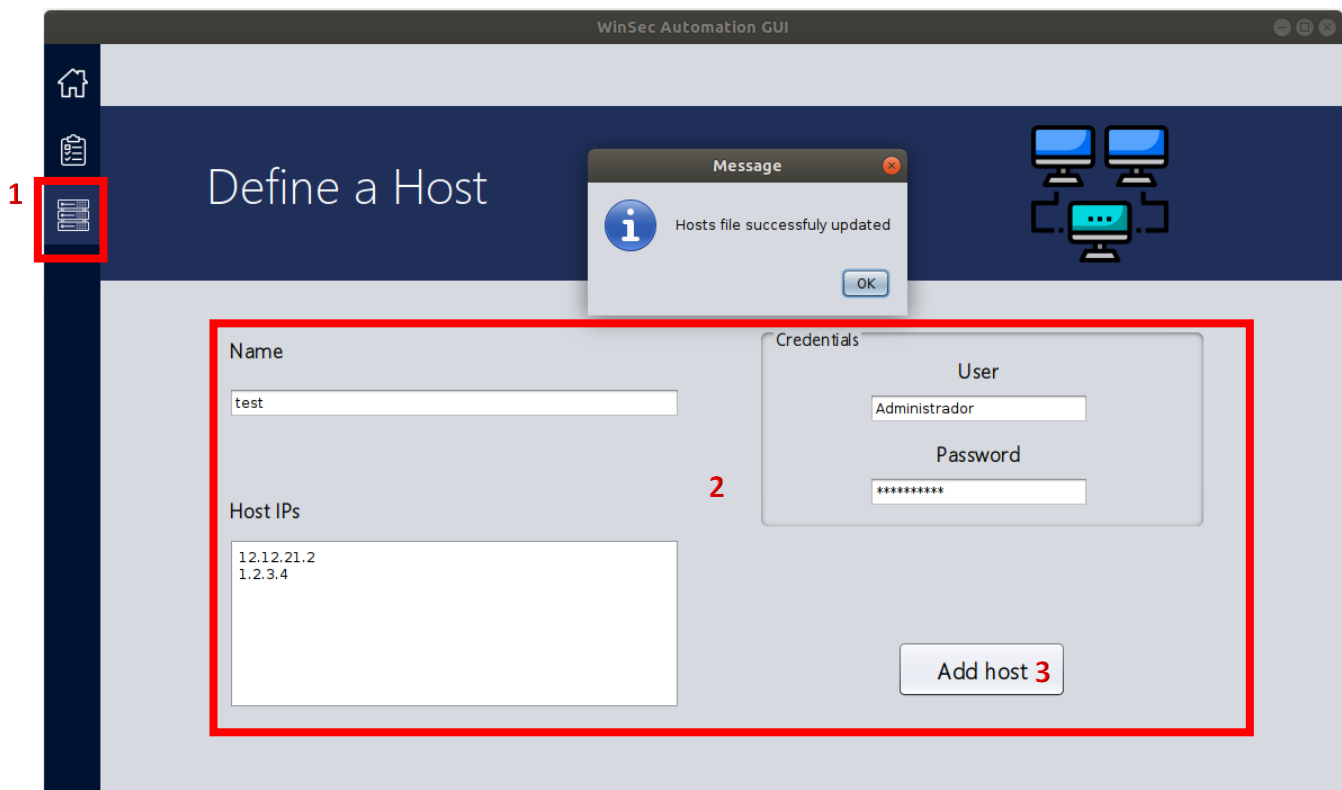 WinSec Automation GUI
1
Define a Host
Message
Hosts file successfuly updated
OK
Name
test
Host IPs
12.12.21.2
1.2.3.4
2
Credentials
User
Administrador
Password
**********
Add host 3